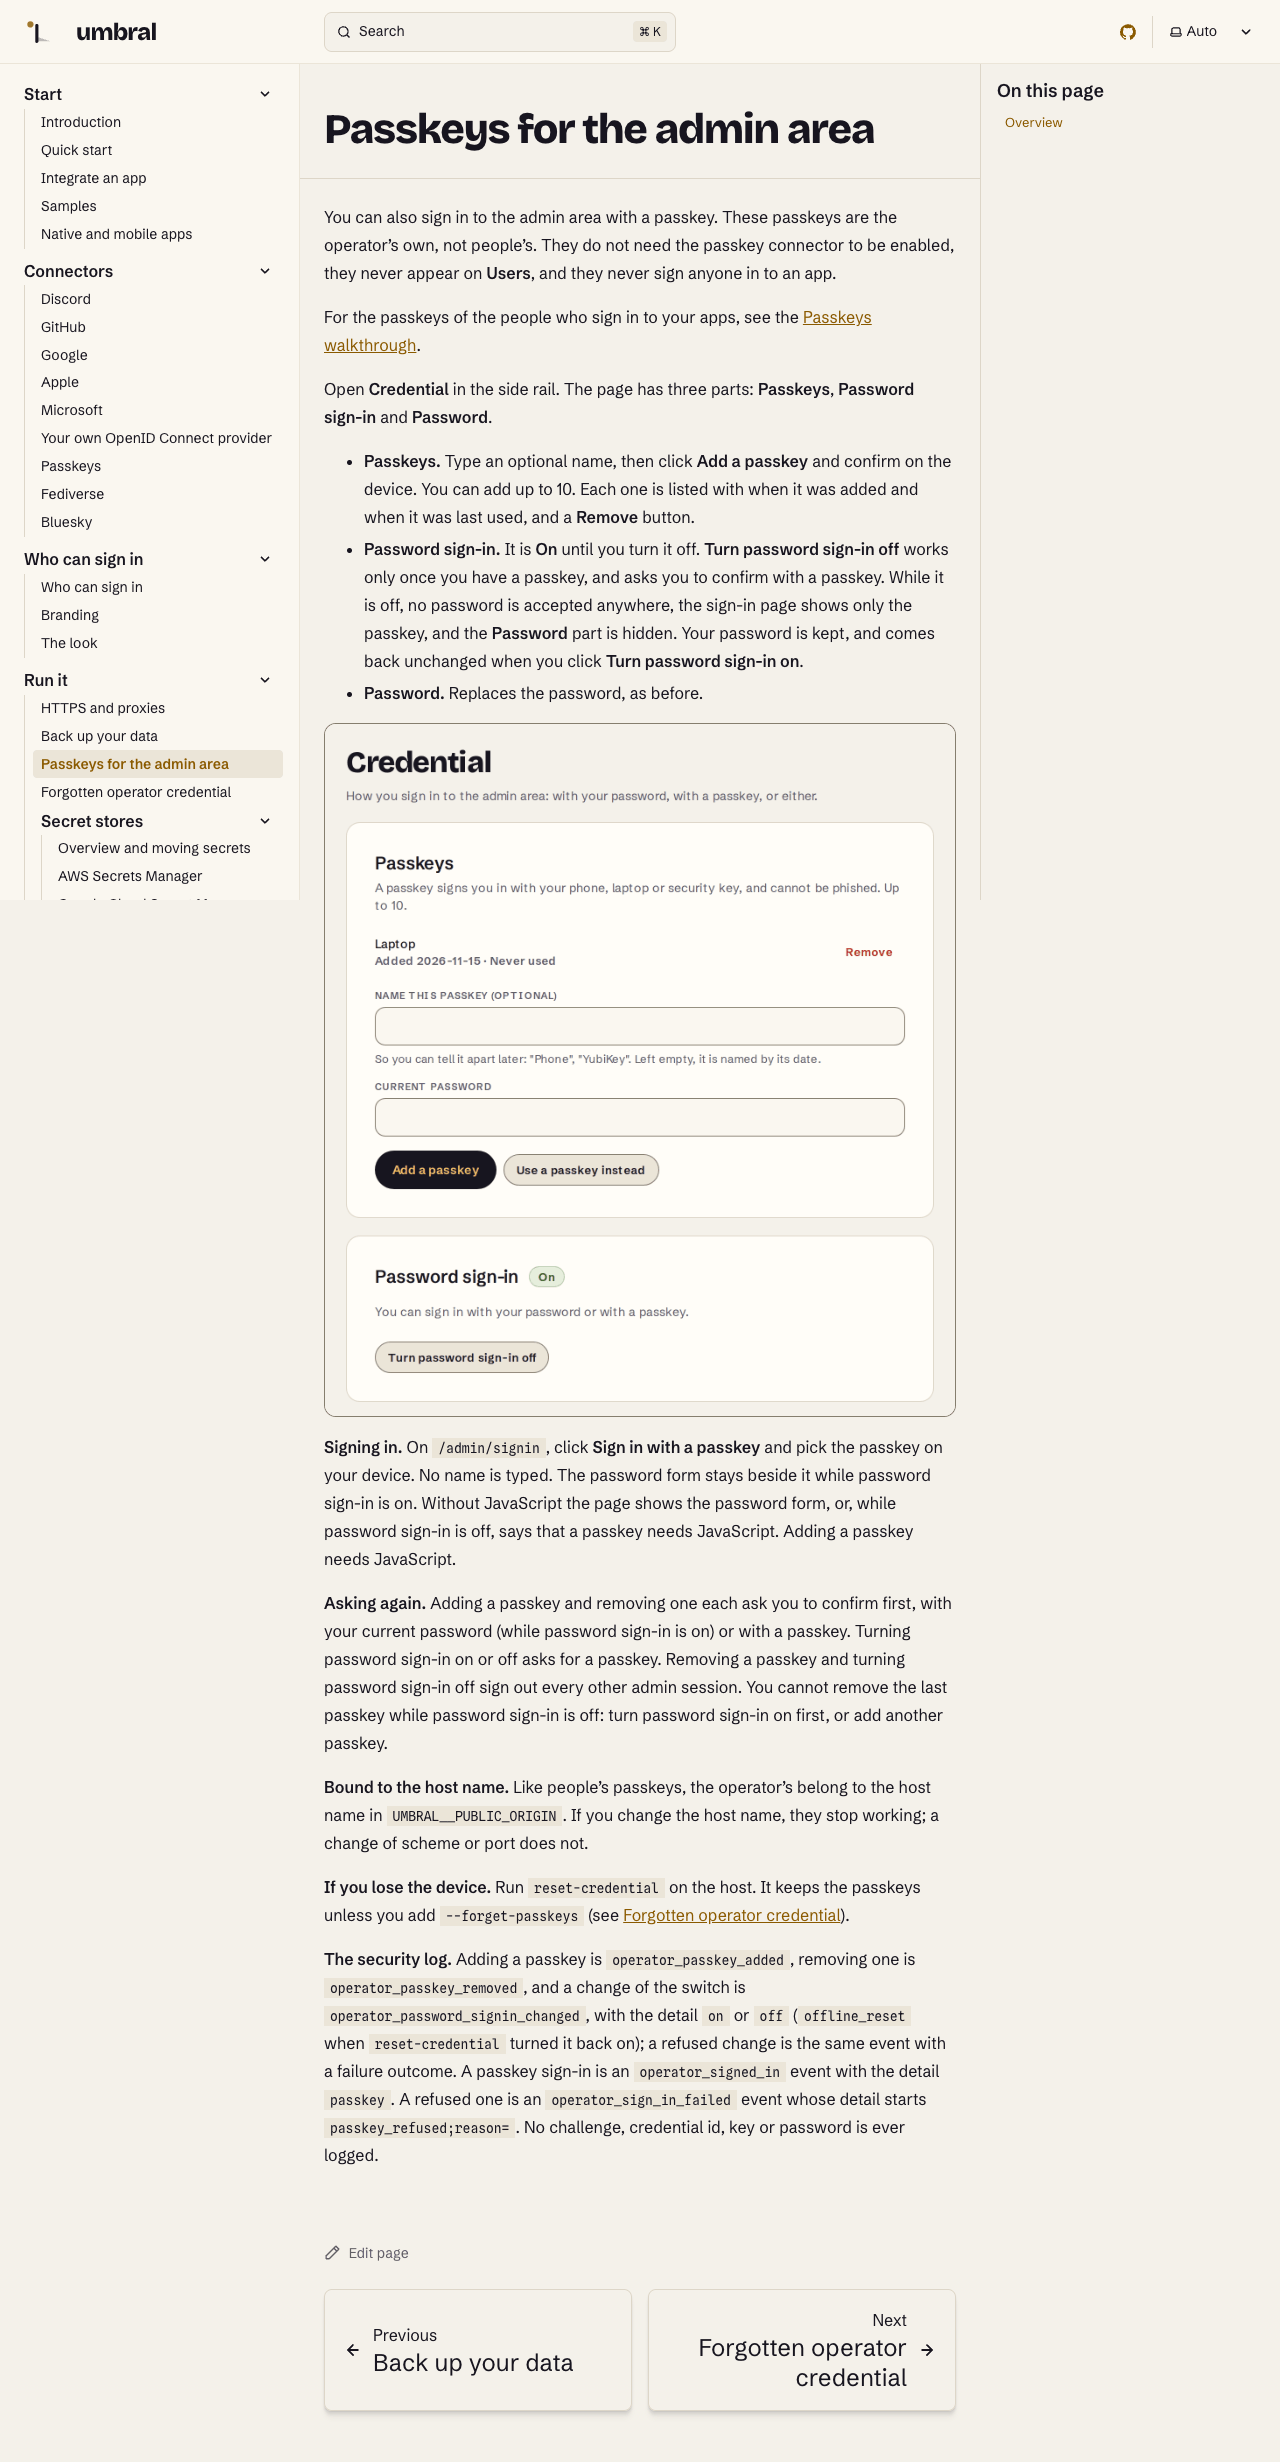 umbral
Search
⌘ K
Auto
Start
Introduction
Quick start
Integrate an app
Samples
Native and mobile apps
Connectors
Discord
GitHub
Google
Apple
Microsoft
Your own OpenID Connect provider
Passkeys
Fediverse
Bluesky
Who can sign in
Who can sign in
Branding
The look
Run it
HTTPS and proxies
Back up your data
Passkeys for the admin area
Forgotten operator credential
Secret stores
Overview and moving secrets
AWS Secrets Manager
On this page
Overview
Passkeys for the admin area
You can also sign in to the admin area with a passkey. These passkeys are the
operator’s own, not people’s. They do not need the passkey connector to be enabled,
they never appear on Users, and they never sign anyone in to an app.
For the passkeys of the people who sign in to your apps, see the Passkeys
walkthrough.
Open Credential in the side rail. The page has three parts: Passkeys, Password
sign-in and Password.
• Passkeys. Type an optional name, then click Add a passkey and confirm on the
device. You can add up to 10. Each one is listed with when it was added and
when it was last used, and a Remove button.
• Password sign-in. It is On until you turn it off. Turn password sign-in off works
only once you have a passkey, and asks you to confirm with a passkey. While it
is off, no password is accepted anywhere, the sign-in page shows only the
passkey, and the Password part is hidden. Your password is kept, and comes
back unchanged when you click Turn password sign-in on.
• Password. Replaces the password, as before.
Credential
How you sign in to the admin area: with your password, with a passkey, or either.
Passkeys
A passkey signs you in with your phone, laptop or security key, and cannot be phished. Up
to 10.
Laptop
Added 2026-11-15 · Never used
Remove
NAME THIS PASSKEY (OPTIONAL)
So you can tell it apart later: "Phone", "YubiKey". Left empty, it is named by its date.
CURRENT PASSWORD
Add a passkey
Use a passkey instead
Password sign-in On
You can sign in with your password or with a passkey.
Turn password sign-in off
Signing in. On /admin/signin, click Sign in with a passkey and pick the passkey on
your device. No name is typed. The password form stays beside it while password
sign-in is on. Without JavaScript the page shows the password form, or, while
password sign-in is off, says that a passkey needs JavaScript. Adding a passkey
needs JavaScript.
Asking again. Adding a passkey and removing one each ask you to confirm first, with
your current password (while password sign-in is on) or with a passkey. Turning
password sign-in on or off asks for a passkey. Removing a passkey and turning
password sign-in off sign out every other admin session. You cannot remove the last
passkey while password sign-in is off: turn password sign-in on first, or add another
passkey.
Bound to the host name. Like people’s passkeys, the operator’s belong to the host
name in UMBRAL__PUBLIC_ORIGIN. If you change the host name, they stop working; a
change of scheme or port does not.
If you lose the device. Run reset-credential on the host. It keeps the passkeys
unless you add --forget-passkeys (see Forgotten operator credential).
The security log. Adding a passkey is operator_passkey_added, removing one is
operator_passkey_removed, and a change of the switch is
operator_password_signin_changed, with the detail on or off (offline_reset
when reset-credential turned it back on); a refused change is the same event with
a failure outcome. A passkey sign-in is an operator_signed_in event with the detail
passkey. A refused one is an operator_sign_in_failed event whose detail starts
passkey_refused;reason=. No challenge, credential id, key or password is ever
logged.
Edit page
Previous
Back up your data
Next
Forgotten operator
credential